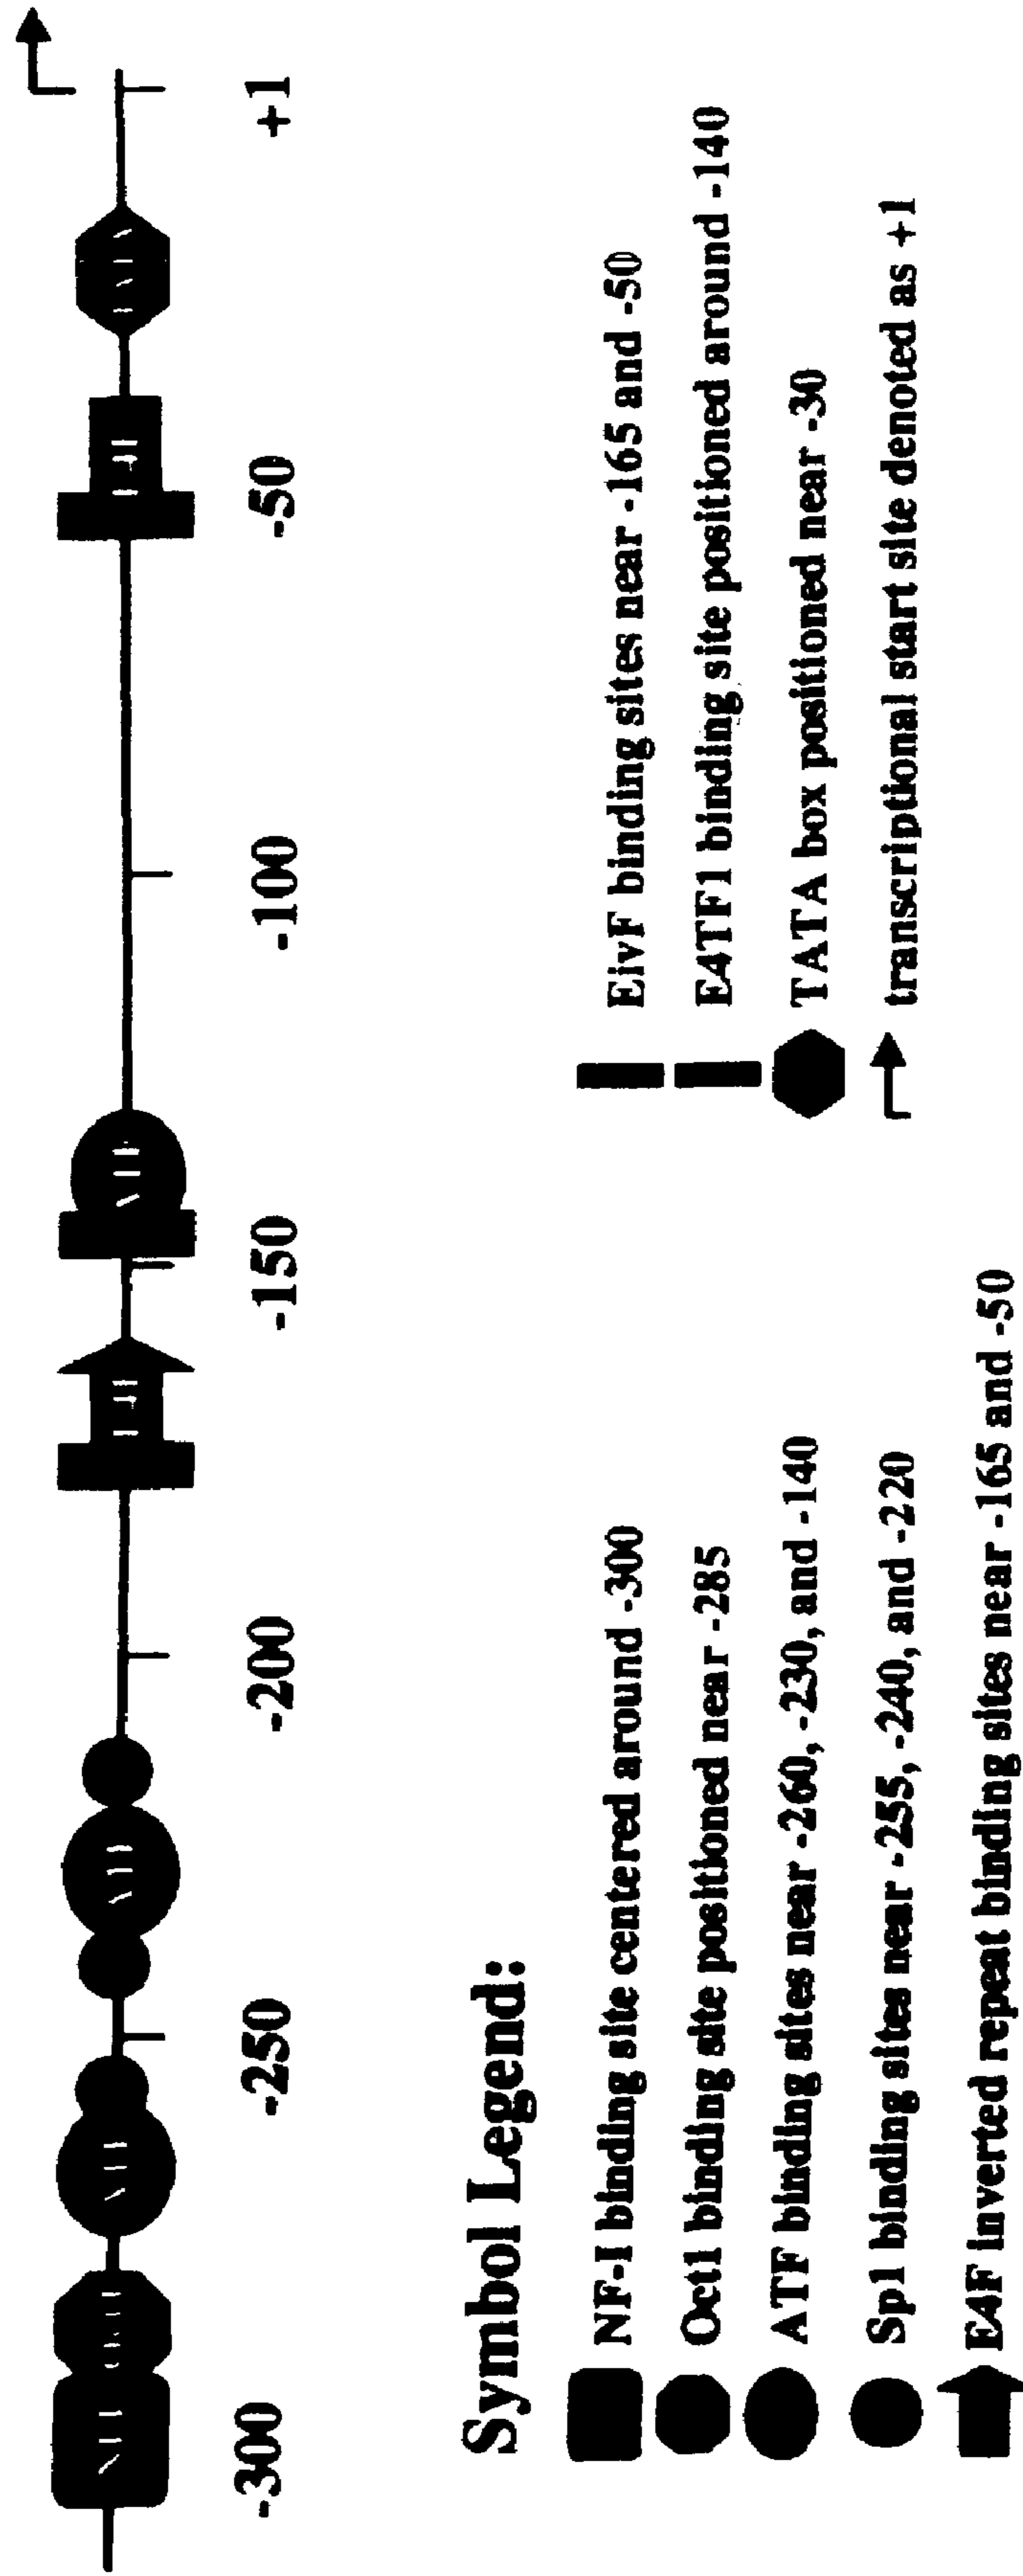 -300 -250 -200 -150 -100 -50 +1
Symbol Legend:
NF-I binding site centered around -300
Oct1 binding site positioned near -285
ATF binding sites near -260, -230, and -140
Sp1 binding sites near -255, -240, and -220
E4F inverted repeat binding sites near -165 and -50
EivF binding sites near -165 and -50
E4TF1 binding site positioned around -140
TATA box positioned near -30
transcriptional start site denoted as +1